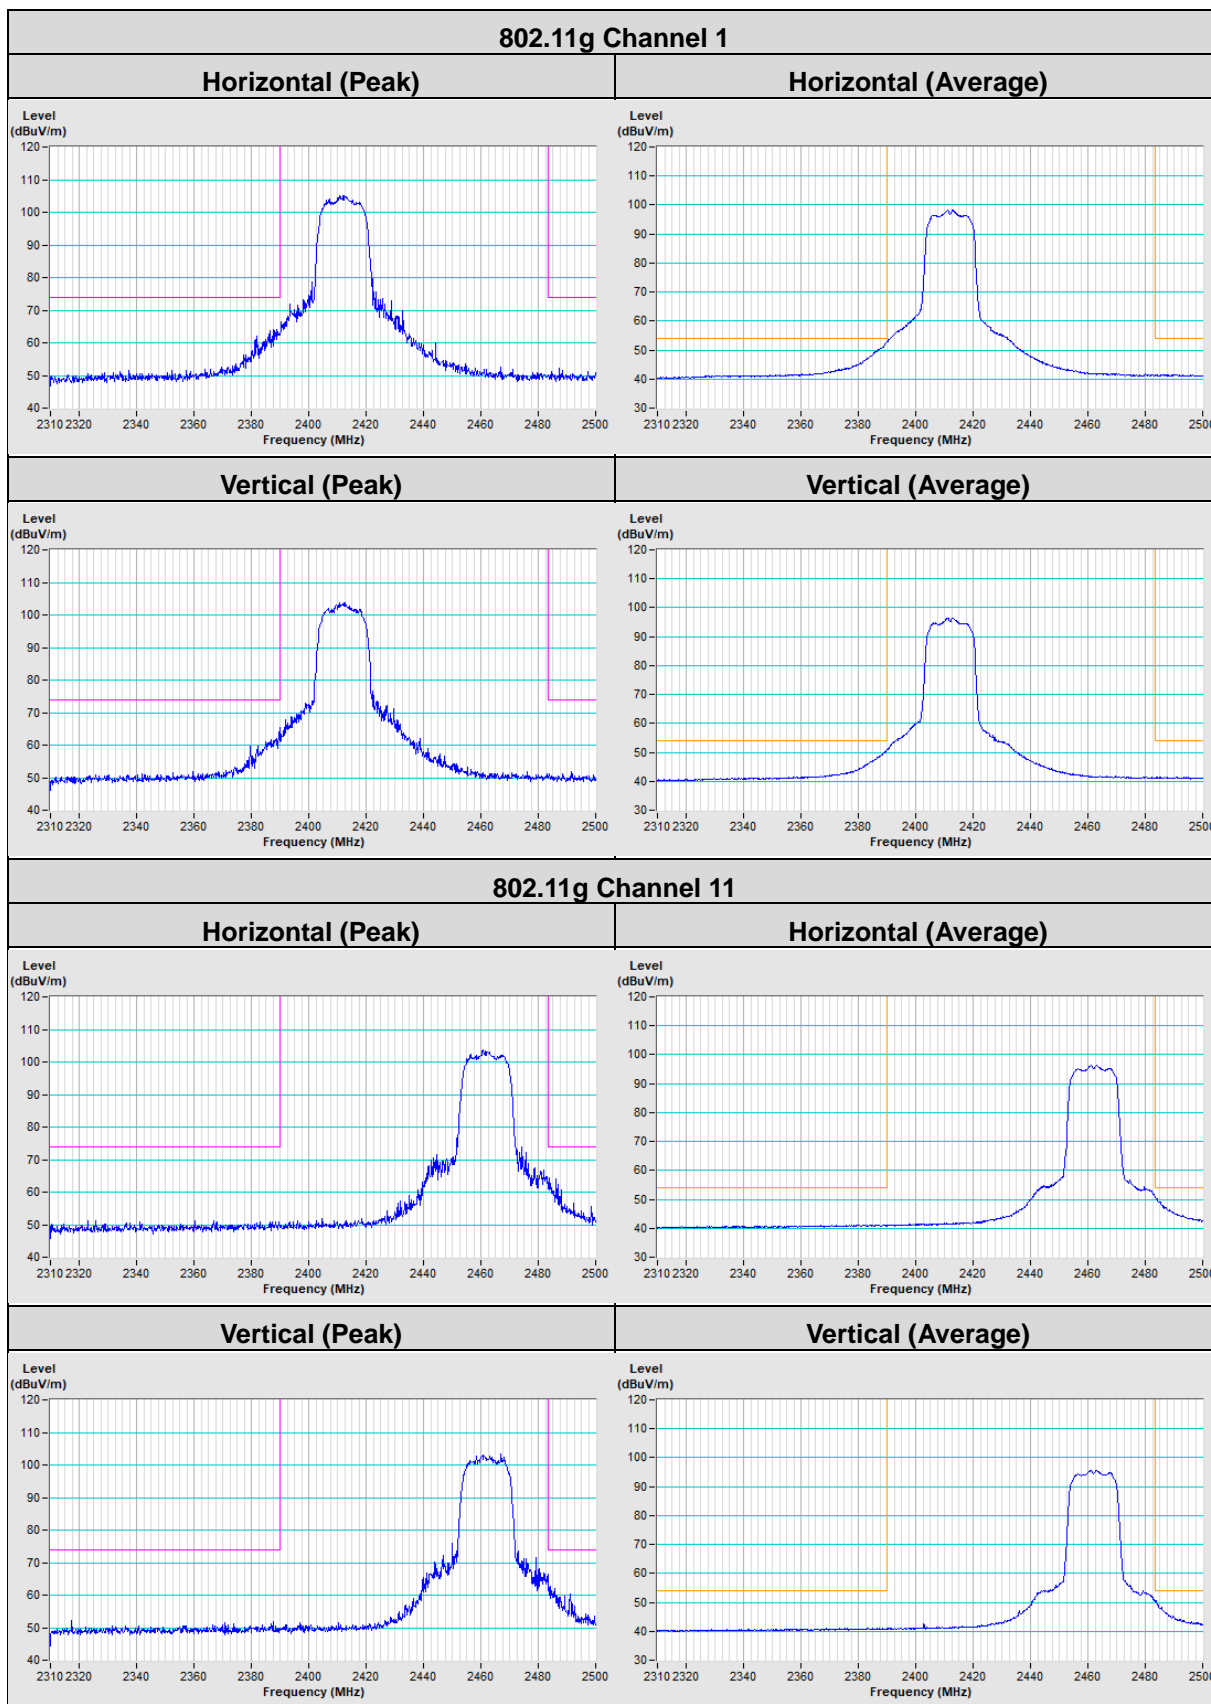 802.11g Channel 1
Horizontal (Peak) Horizontal (Average)
Level (dBuV/m) Level (dBuV/m)
120 120
110 110
100 100
90 90
80 80
70 70
60 60
50 50
40 40
30
2310 2320 2340 2360 2380 2400 2420 2440 2460 2480 2500 2310 2320 2340 2360 2380 2400 2420 2440 2460 2480 2500
Frequency (MHz) Frequency (MHz)
Vertical (Peak) Vertical (Average)
Level (dBuV/m) Level (dBuV/m)
120 120
110 110
100 100
90 90
80 80
70 70
60 60
50 50
40 40
30
2310 2320 2340 2360 2380 2400 2420 2440 2460 2480 2500 2310 2320 2340 2360 2380 2400 2420 2440 2460 2480 2500
Frequency (MHz) Frequency (MHz)
802.11g Channel 11
Horizontal (Peak) Horizontal (Average)
Level (dBuV/m) Level (dBuV/m)
120 120
110 110
100 100
90 90
80 80
70 70
60 60
50 50
40 40
30
2310 2320 2340 2360 2380 2400 2420 2440 2460 2480 2500 2310 2320 2340 2360 2380 2400 2420 2440 2460 2480 2500
Frequency (MHz) Frequency (MHz)
Vertical (Peak) Vertical (Average)
Level (dBuV/m) Level (dBuV/m)
120 120
110 110
100 100
90 90
80 80
70 70
60 60
50 50
40 40
30
2310 2320 2340 2360 2380 2400 2420 2440 2460 2480 2500 2310 2320 2340 2360 2380 2400 2420 2440 2460 2480 2500
Frequency (MHz) Frequency (MHz)